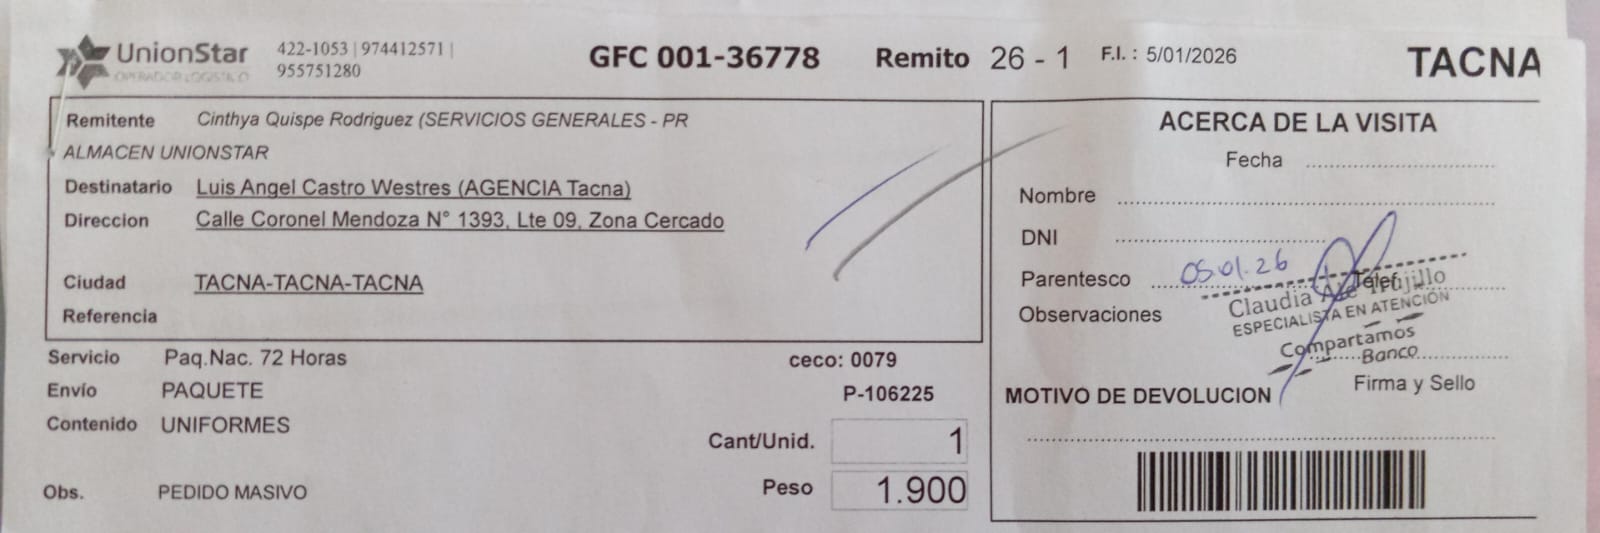 UnionStar
OPERADOR LOGISTICO
422-1053 | 974412571 |
955751280
GFC 001-36778
Remito 26 - 1
F.I. : 5/01/2026
TACNA
Remitente Cinthya Quispe Rodriguez (SERVICIOS GENERALES - PR
ALMACEN UNIONSTAR
Destinatario Luis Angel Castro Westres (AGENCIA Tacna)
Direccion Calle Coronel Mendoza N° 1393, Lte 09, Zona Cercado
Ciudad TACNA-TACNA-TACNA
Referencia
Servicio Paq.Nac. 72 Horas
ceco: 0079
Envío PAQUETE
P-106225
Contenido UNIFORMES
Cant/Unid. 1
Peso 1.900
Obs. PEDIDO MASIVO
ACERCA DE LA VISITA
Fecha
Nombre
DNI
Parentesco 05.01.26 Telef
Observaciones
Claudia Trujillo
ESPECIALISTA EN ATENCIÓN
Compartamos
Banco
Firma y Sello
MOTIVO DE DEVOLUCION